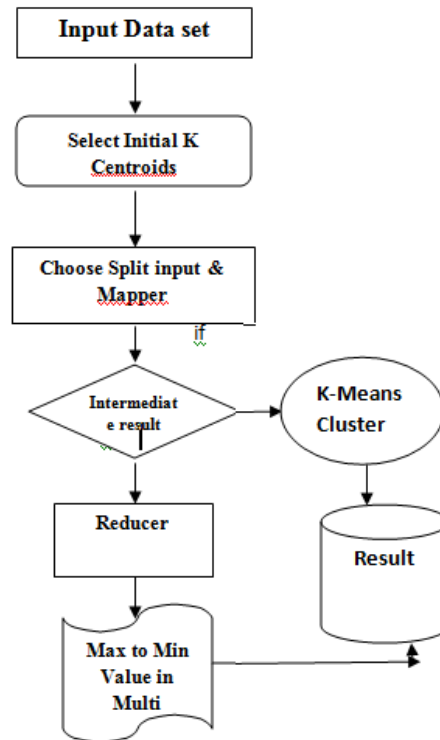 Input Data set
Select Initial K
Centroids
Choose Split input &
Mapper
if
Intermediat
e result
K-Means
Cluster
Reducer
Result
Max to Min
Value in
Multi